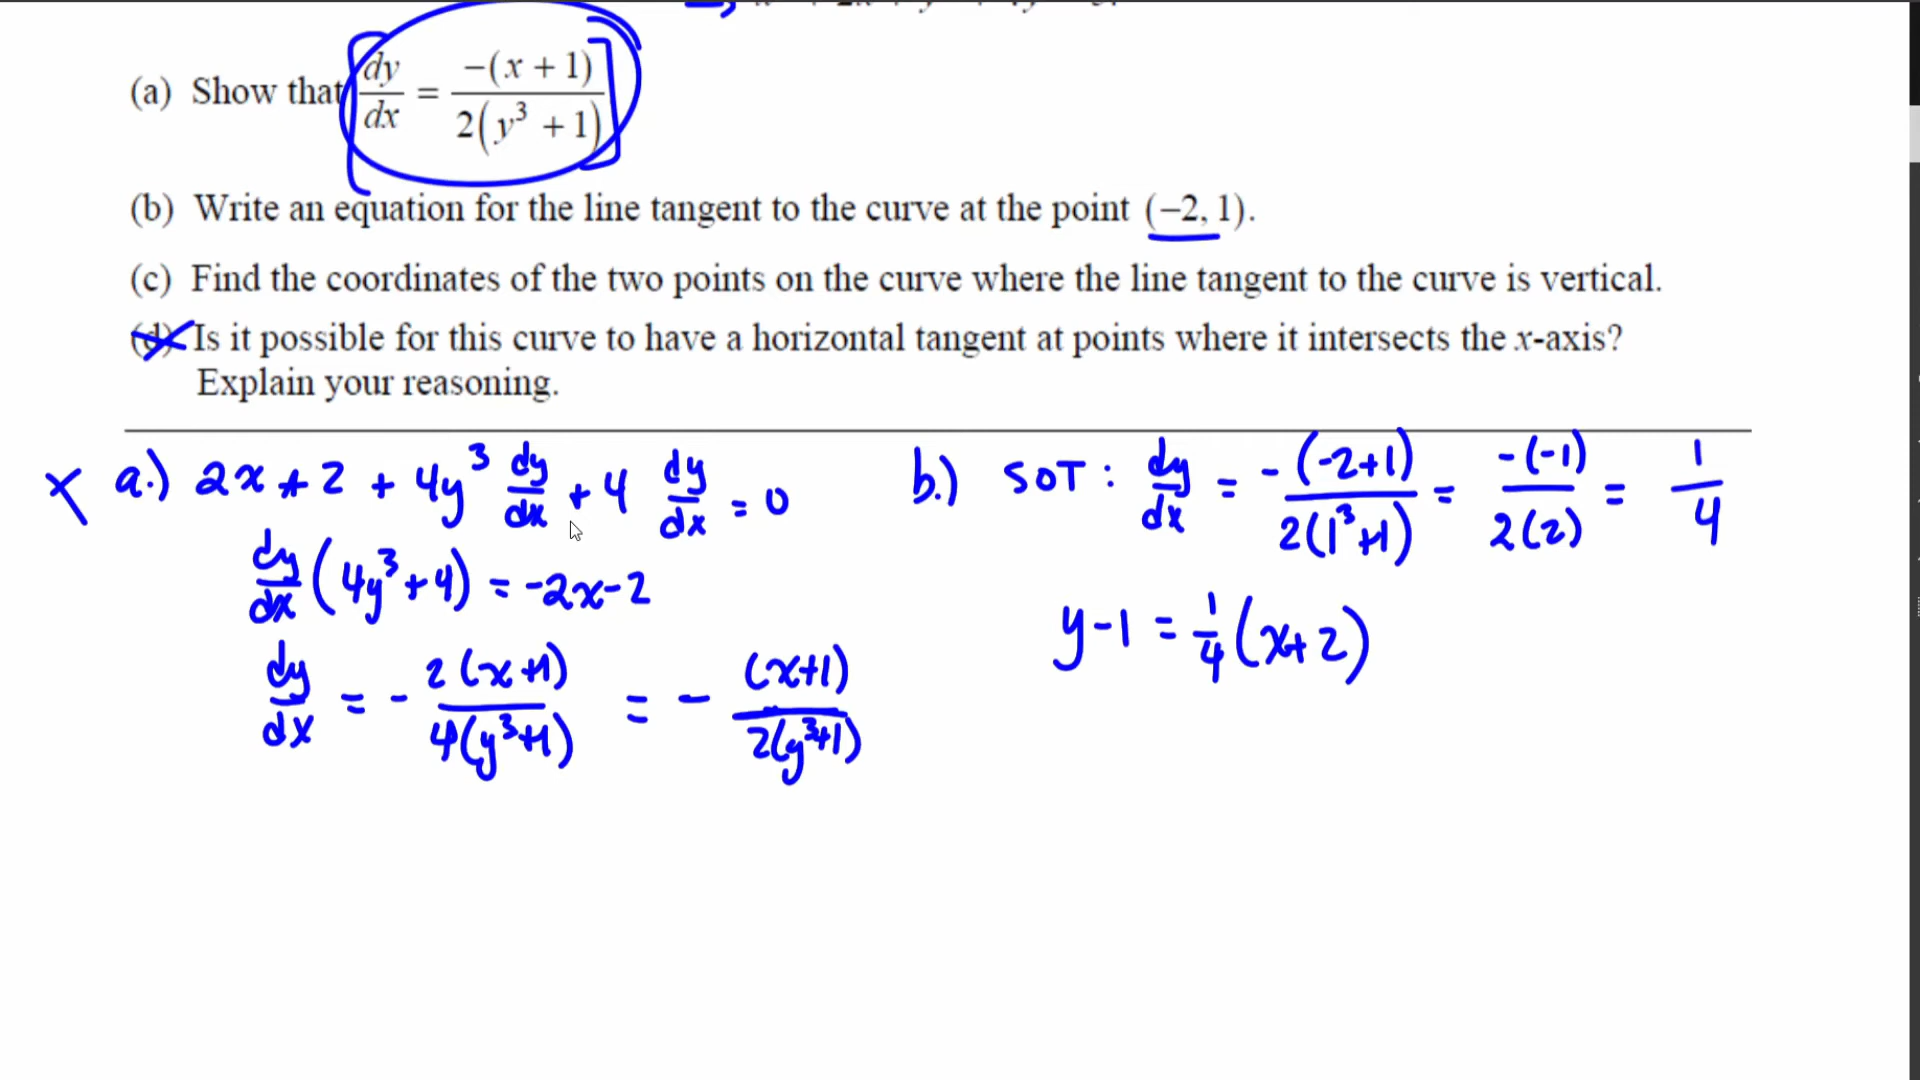 (a) Show that dy/dx = -(x + 1) / 2(y³ + 1)
(b) Write an equation for the line tangent to the curve at the point (−2, 1).
(c) Find the coordinates of the two points on the curve where the line tangent to the curve is vertical.
(d) Is it possible for this curve to have a horizontal tangent at points where it intersects the x-axis?
Explain your reasoning.
a.) 2x + 2 + 4y³ dy/dx + 4 dy/dx = 0
dy/dx (4y³ + 4) = -2x - 2
dy/dx = - 2(x+1) / 4(y³+1) = - (x+1) / 2(y³+1)
b.) SOT : dy/dx = -(-2+1) / 2(1³+1) = -(-1) / 2(2) = 1/4
y - 1 = 1/4 (x + 2)